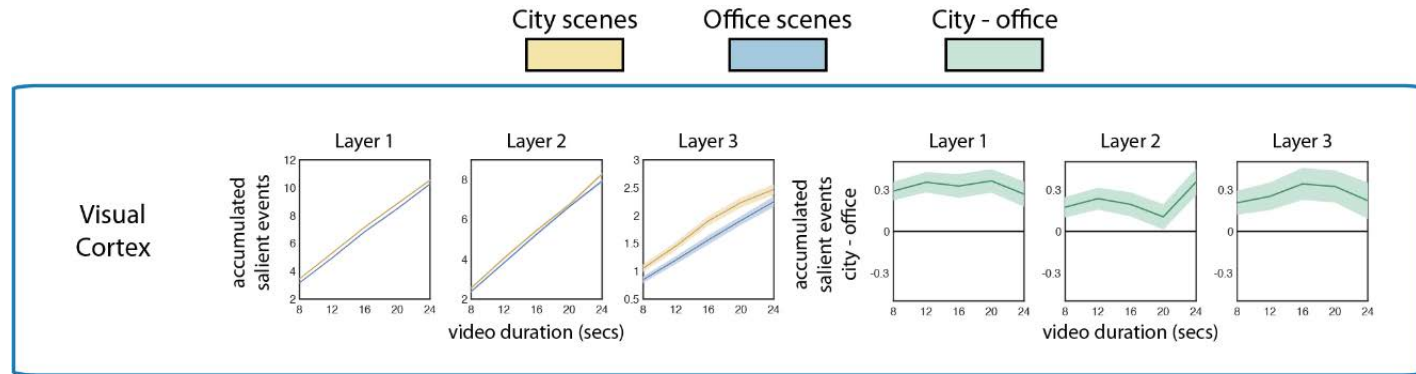 City scenes Office scenes City - office
Visual
Cortex
accumulated
salient events
Layer 1
12
10
8
6
4
2
8 12 16 20 24
Layer 2
8
6
4
2
8 12 16 20 24
Layer 3
3
2.5
2
1.5
1
0.5
8 12 16 20 24
video duration (secs)
accumulated
salient events
city - office
Layer 1
0.3
0
-0.3
8 12 16 20 24
Layer 2
0.3
0
-0.3
8 12 16 20 24
Layer 3
0.3
0
-0.3
8 12 16 20 24
video duration (secs)